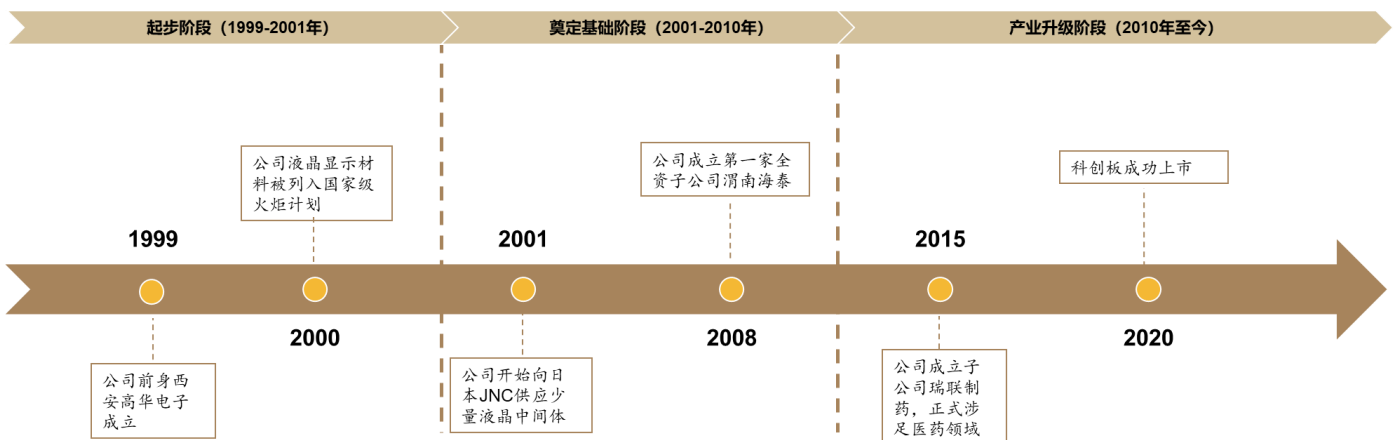 起步阶段（1999-2001年）
奠定基础阶段（2001-2010年）
产业升级阶段（2010年至今）
公司液晶显示材
料被列入国家级
火炬计划
公司成立第一家全
资子公司渭南海泰
科创板成功上市
1999
2001
2015
2000
2008
2020
公司前身西
安高华电子
成立
公司开始向日
本JNC供应少
量液晶中间体
公司成立子
公司瑞联制
药，正式涉
足医药领域